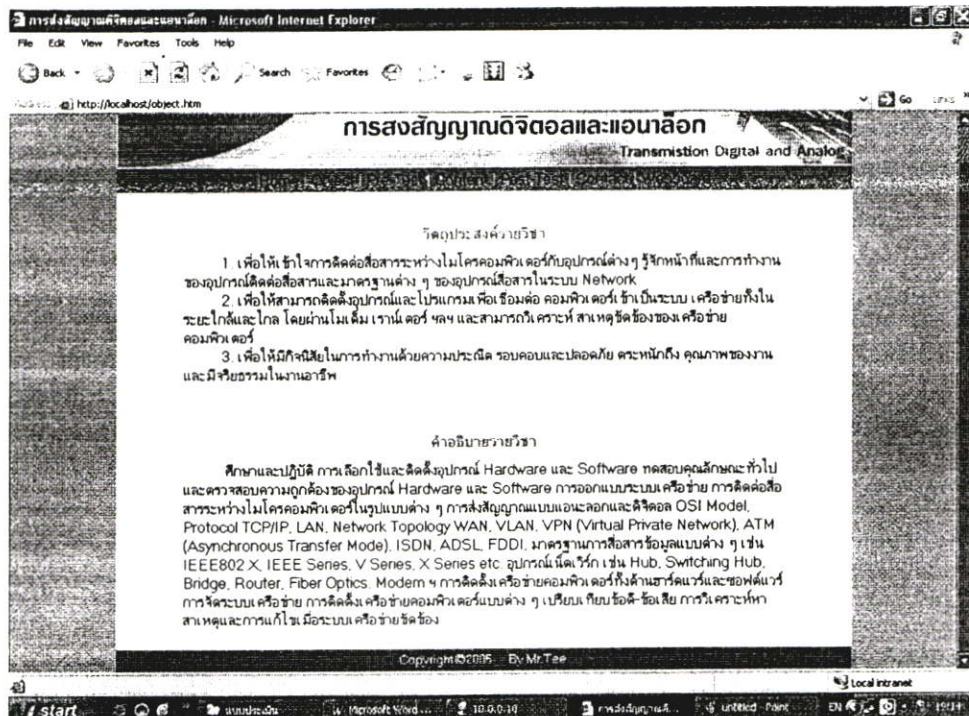 การส่งสัญญาณดิจิตอลและแอนาล็อก - Microsoft Internet Explorer
File Edit View Favorites Tools Help
Back Search Favorites
Address http://localhost/object.htm Go Links
การส่งสัญญาณดิจิตอลและแอนาล็อก
Transmistion Digital and Analog
วัตถุประสงค์รายวิชา
1. เพื่อให้เข้าใจการติดต่อสื่อสารระหว่างไมโครคอมพิวเตอร์กับอุปกรณ์ต่างๆ รู้จักหน้าที่และการทำงาน
ของอุปกรณ์ติดต่อสื่อสารและมาตรฐานต่าง ๆ ของอุปกรณ์สื่อสารในระบบ Network
2. เพื่อให้สามารถติดตั้งอุปกรณ์และโปรแกรมเพื่อเชื่อมต่อ คอมพิวเตอร์เข้าเป็นระบบ เครือข่ายทั้งใน
ระยะใกล้และไกล โดยผ่านโมเด็ม เราน์เตอร์ ฯลฯ และสามารถวิเคราะห์ สาเหตุขัดข้องของเครือข่าย
คอมพิวเตอร์
3. เพื่อให้มีกิจนิสัยในการทำงานด้วยความประณีต รอบคอบและปลอดภัย ตระหนักถึง คุณภาพของงาน
และมีจริยธรรมในงานอาชีพ
คำอธิบายรายวิชา
ศึกษาและปฏิบัติ การเลือกใช้และติดตั้งอุปกรณ์ Hardware และ Software ทดสอบคุณลักษณะทั่วไป
และตรวจสอบความถูกต้องของอุปกรณ์ Hardware และ Software การออกแบบระบบเครือข่าย การติดต่อสื่อ
สารระหว่างไมโครคอมพิวเตอร์ในรูปแบบต่าง ๆ การส่งสัญญาณแบบแอนะลอกและดิจิตอล OSI Model,
Protocol TCP/IP, LAN, Network Topology WAN, VLAN, VPN (Virtual Private Network), ATM
(Asynchronous Transfer Mode), ISDN, ADSL, FDDI, มาตรฐานการสื่อสารข้อมูลแบบต่าง ๆ เช่น
IEEE802.X, IEEE Series, V Series, X Series etc. อุปกรณ์เน็ตเวิร์ก เช่น Hub, Switching Hub,
Bridge, Router, Fiber Optics, Modem ฯ การติดตั้งเครือข่ายคอมพิวเตอร์ทั้งด้านฮาร์ดแวร์และซอฟต์แวร์
การจัดระบบเครือข่าย การติดตั้งเครือข่ายคอมพิวเตอร์แบบต่าง ๆ เปรียบเทียบข้อดี-ข้อเสีย การวิเคราะห์หา
สาเหตุและการแก้ไขเมื่อระบบเครือข่ายขัดข้อง
Copyright©2005 By Mr.Tee
Local intranet
start แบบประเมิน Microsoft Word ... 10.0.0.10 การส่งสัญญาณดิ... untitled - Paint EN